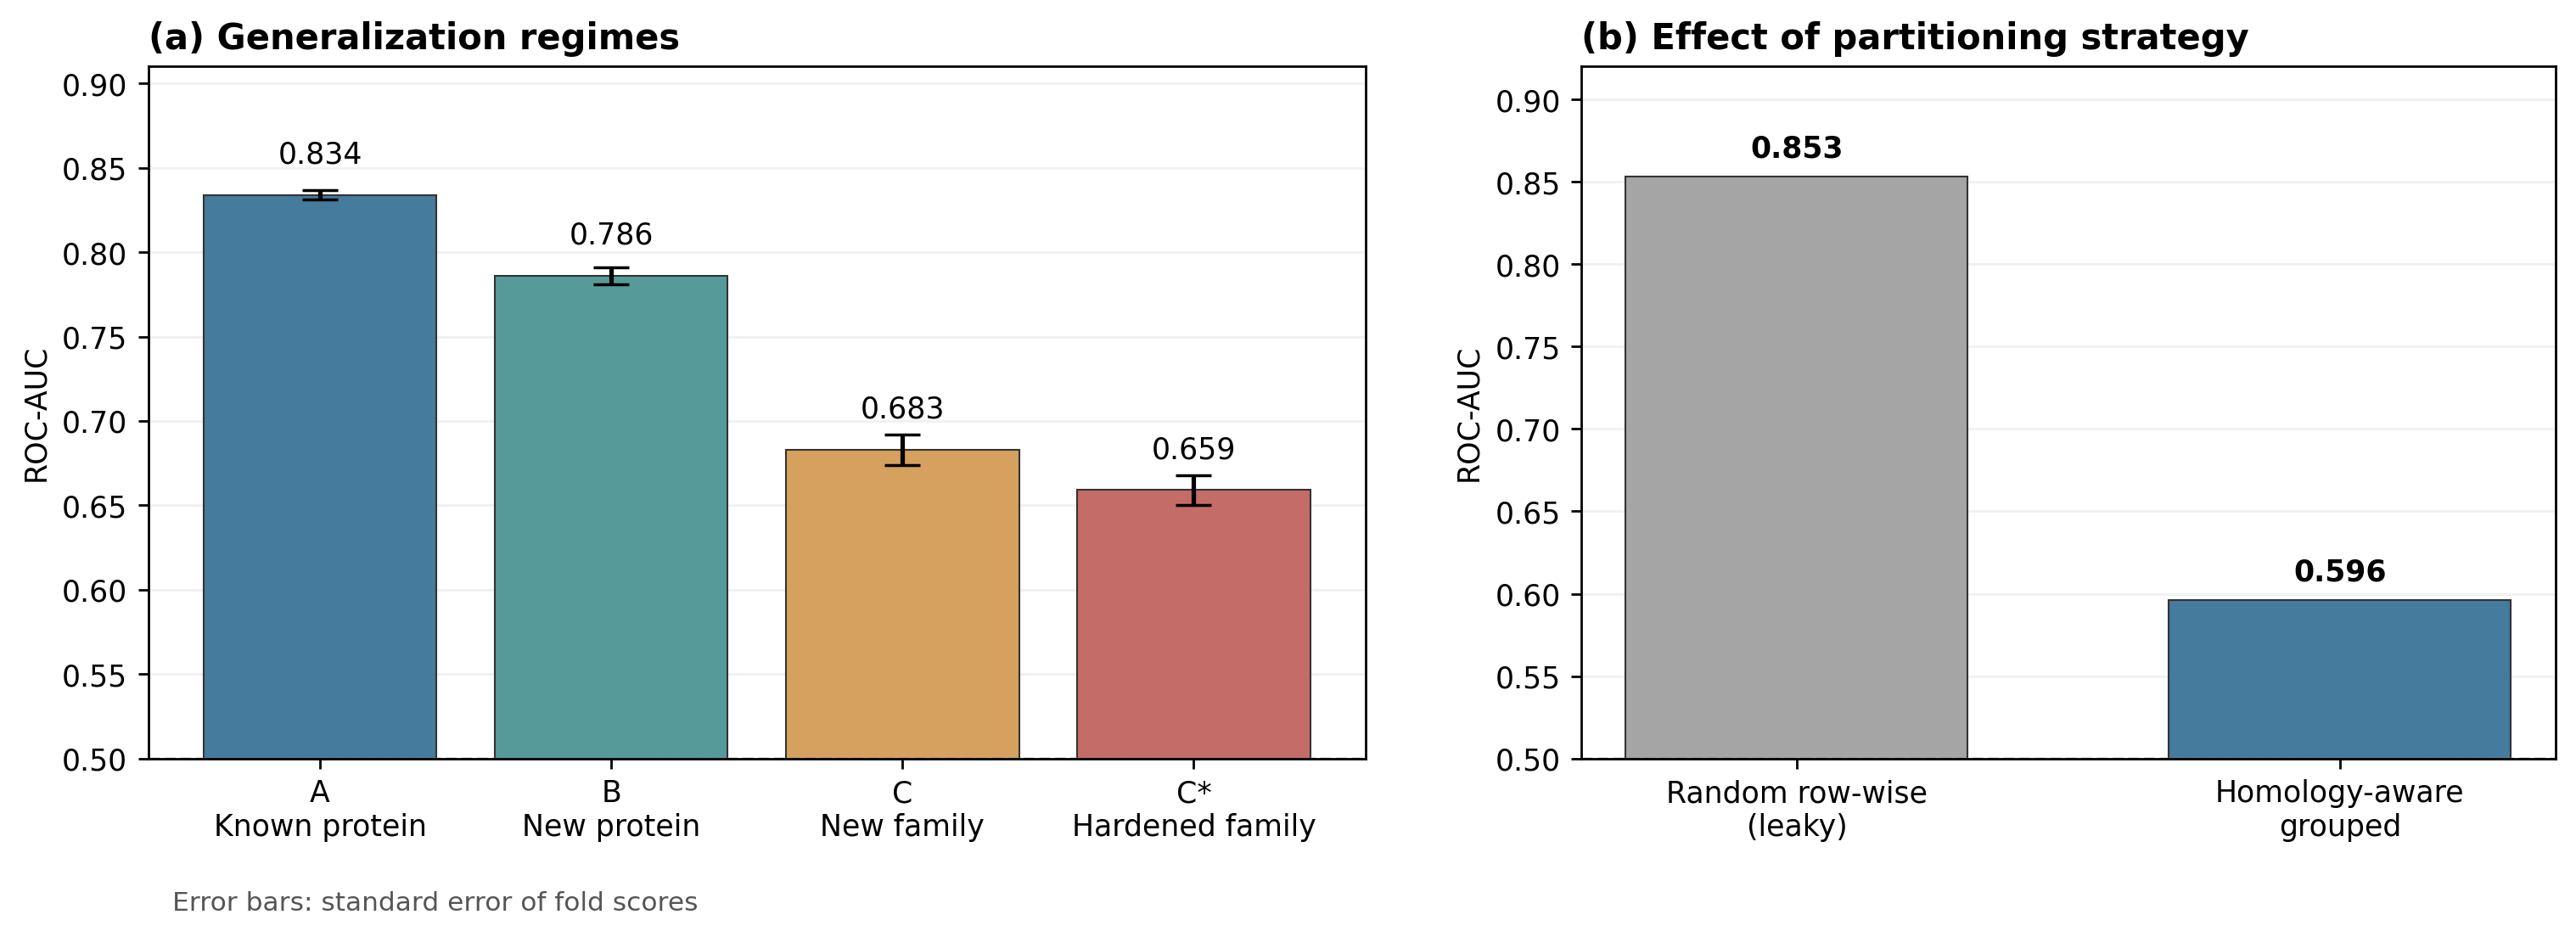 (a) Generalization regimes
ROC-AUC
0.90
0.85
0.80
0.75
0.70
0.65
0.60
0.55
0.50
0.834
0.786
0.683
0.659
A
Known protein
B
New protein
C
New family
C*
Hardened family
Error bars: standard error of fold scores
(b) Effect of partitioning strategy
ROC-AUC
0.90
0.85
0.80
0.75
0.70
0.65
0.60
0.55
0.50
0.853
0.596
Random row-wise
(leaky)
Homology-aware
grouped